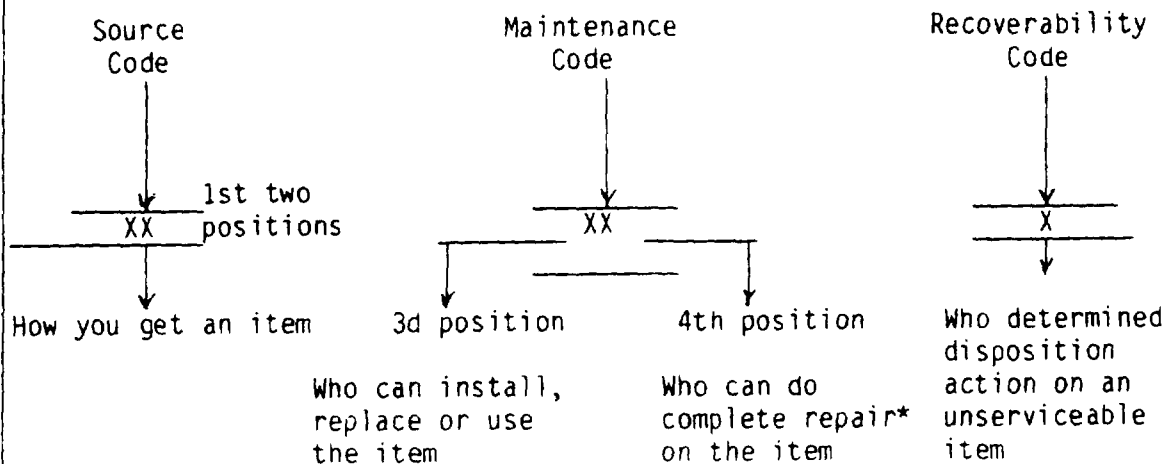 Source
Code
Maintenance
Code
Recoverability
Code
1st two
positions
XX
XX
X
How you get an item
3d position
4th position
Who can install,
replace or use
the item
Who can do
complete repair*
on the item
Who determined
disposition
action on an
unserviceable
item